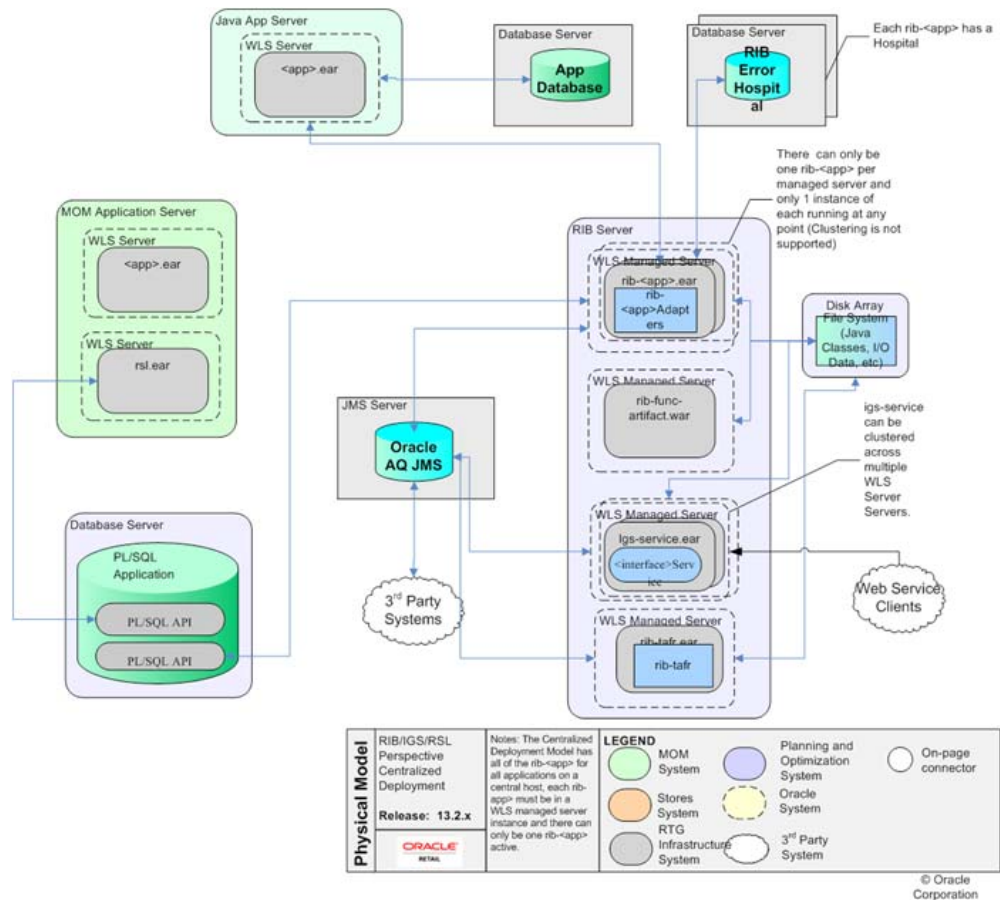 Java App Server
WLS Server
<app>.ear
Database Server
App
Database
Database Server
RIB
Error
Hospit
al
Each rib-<app> has a
Hospital
There can only be
one rib-<app> per
managed server and
only 1 instance of
each running at any
point (Clustering is not
supported)
MOM Application Server
WLS Server
<app>.ear
WLS Server
rsl.ear
RIB Server
WLS Managed Server
rib-<app>.ear
rib-
<app>Adap
ters
Disk Array
File System
(Java
Classes, I/O
Data, etc)
WLS Managed Server
rib-func-
artifact.war
JMS Server
Oracle
AQ JMS
igs-service
can be
clustered
across
multiple
WLS
Server
Servers.
WLS Managed Server
Igs-service.ear
<interface>Serv
ice
Database Server
PL/SQL
Application
PL/SQL API
PL/SQL API
3rd Party
Systems
Web Service
Clients
WLS Managed Server
rib-tafr.ear
rib-tafr
Physical Model
RIB/IGS/RSL
Perspective
Centralized
Deployment
Release: 13.2.x
ORACLE
RETAIL
Notes: The Centralized
Deployment Model has
all of the rib-<app> for
all applications on a
central host, each rib-
app> must be in a
WLS managed server
instance and there can
only be one rib-<app>
active.
LEGEND
MOM
System
Stores
System
RTG
Infrastructure
System
Planning and
Optimization
System
Oracle
System
3rd Party
System
On-page
connector
© Oracle
Corporation